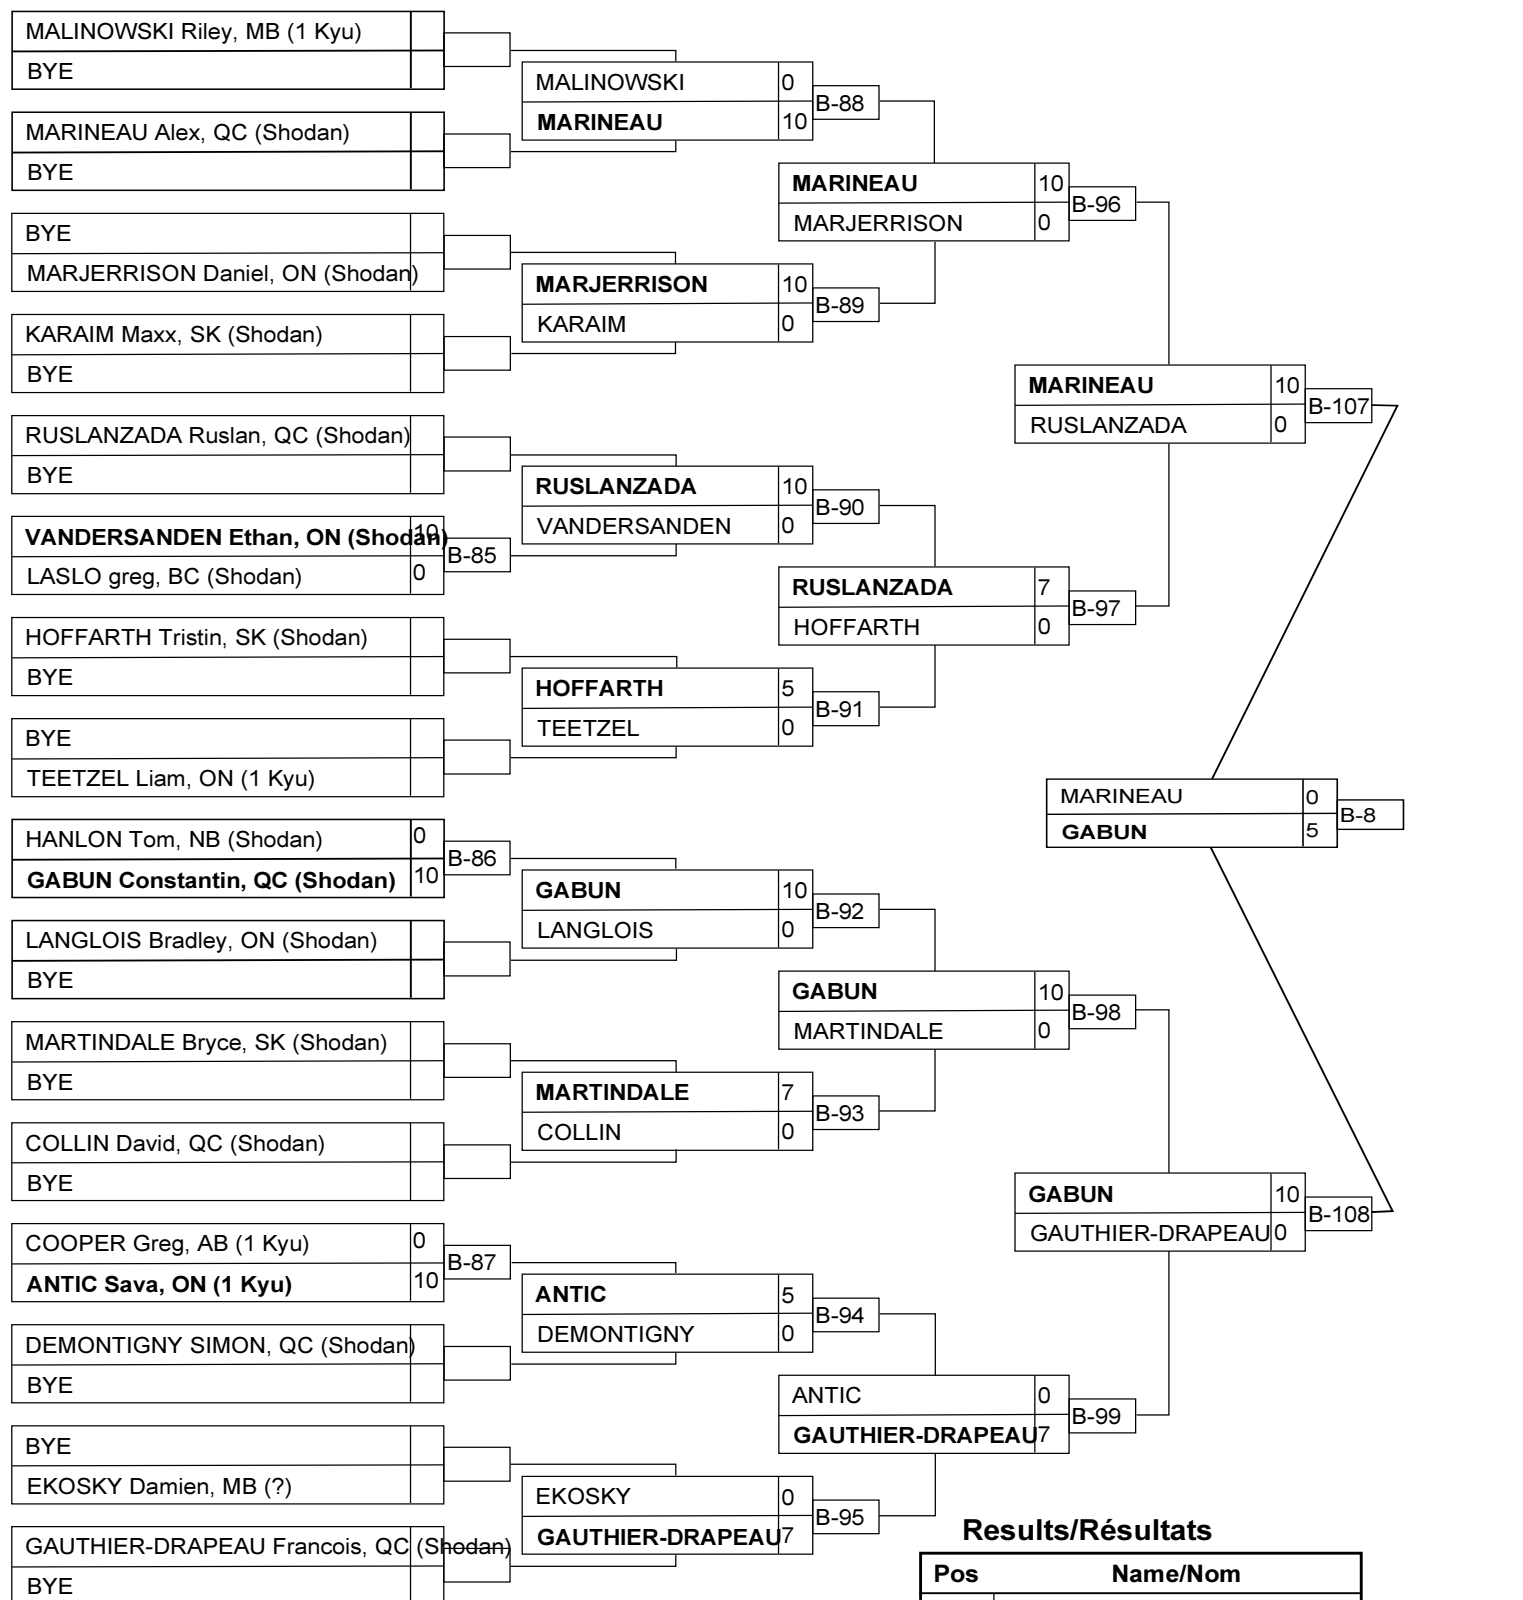 MALINOWSKI Riley, MB (1 Kyu)
BYE
MARINEAU Alex, QC (Shodan)
BYE
BYE
MARJERRISON Daniel, ON (Shodan)
KARAIM Maxx, SK (Shodan)
BYE
RUSLANZADA Ruslan, QC (Shodan)
BYE
VANDERSANDEN Ethan, ON (Shodan) 10
LASLO greg, BC (Shodan) 0
B-85
HOFFARTH Tristin, SK (Shodan)
BYE
BYE
TEETZEL Liam, ON (1 Kyu)
HANLON Tom, NB (Shodan) 0
GABUN Constantin, QC (Shodan) 10
B-86
LANGLOIS Bradley, ON (Shodan)
BYE
MARTINDALE Bryce, SK (Shodan)
BYE
COLLIN David, QC (Shodan)
BYE
COOPER Greg, AB (1 Kyu) 0
ANTIC Sava, ON (1 Kyu) 10
B-87
DEMONTIGNY SIMON, QC (Shodan)
BYE
BYE
EKOSKY Damien, MB (?)
GAUTHIER-DRAPEAU Francois, QC (Shodan)
BYE
MALINOWSKI 0
MARINEAU 10
B-88
MARJERRISON 10
KARAIM 0
B-89
RUSLANZADA 10
VANDERSANDEN 0
B-90
HOFFARTH 5
TEETZEL 0
B-91
GABUN 10
LANGLOIS 0
B-92
MARTINDALE 7
COLLIN 0
B-93
ANTIC 5
DEMONTIGNY 0
B-94
EKOSKY 0
GAUTHIER-DRAPEAU 7
B-95
MARINEAU 10
MARJERRISON 0
B-96
RUSLANZADA 7
HOFFARTH 0
B-97
GABUN 10
MARTINDALE 0
B-98
ANTIC 0
GAUTHIER-DRAPEAU 7
B-99
MARINEAU 10
RUSLANZADA 0
B-107
GABUN 10
GAUTHIER-DRAPEAU 0
B-108
MARINEAU 0
GABUN 5
B-8
Results/Résultats
Pos Name/Nom